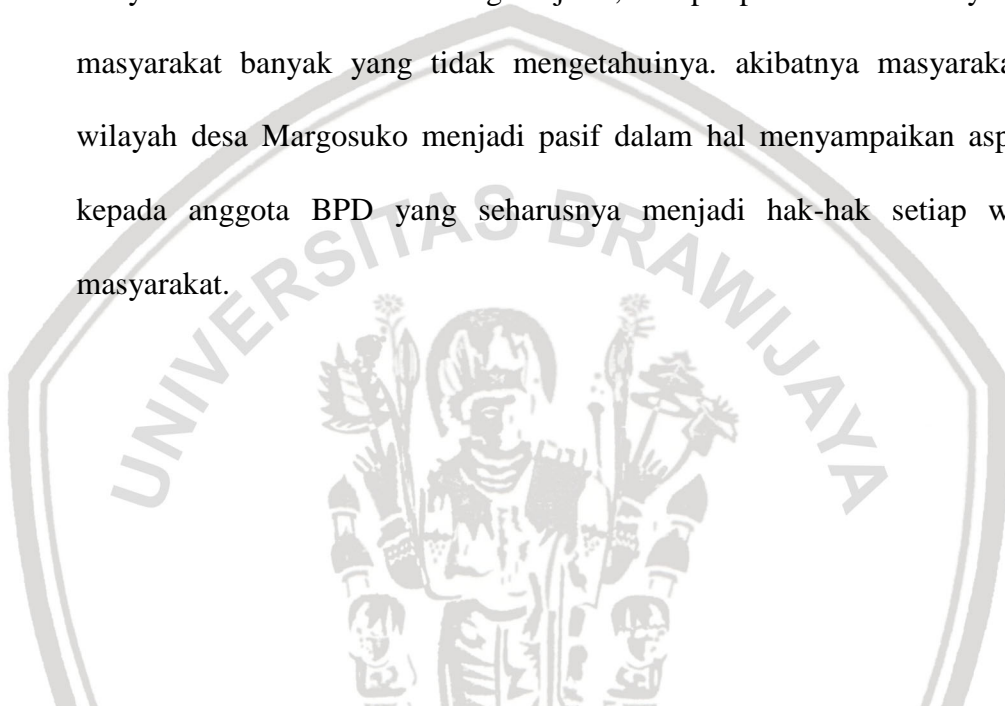 masyarakat banyak yang tidak mengetahuinya. akibatnya
wilayah desa Margosuko menjadi pasif dalam hal menyampaikan
kepada anggota BPD yang seharusnya menjadi hak-hak setiap
masyarakat.
UNIVERSITAS BRAWIJAYA